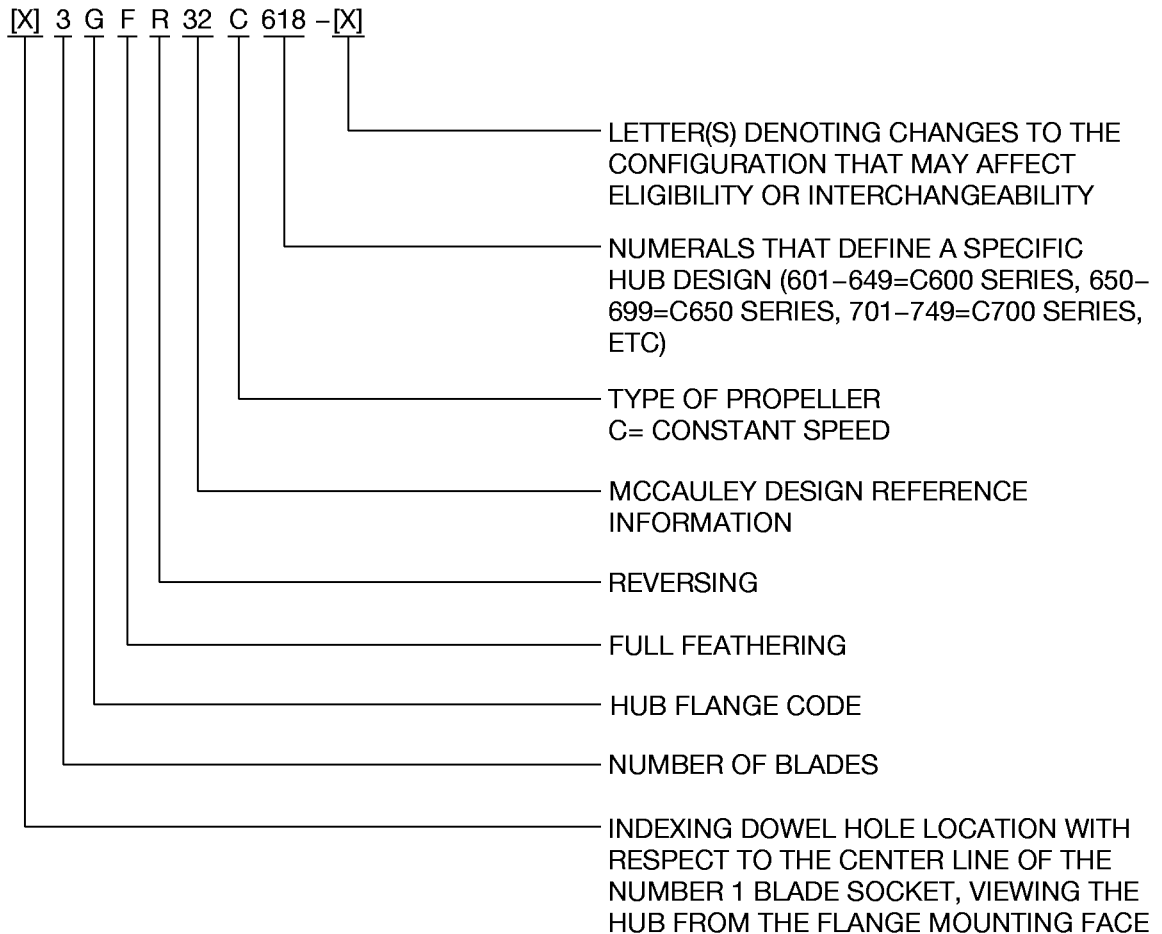 [X] 3 G F R 32 C 618 –[X]
LETTER(S) DENOTING CHANGES TO THE
CONFIGURATION THAT MAY AFFECT
ELIGIBILITY OR INTERCHANGEABILITY
NUMERALS THAT DEFINE A SPECIFIC
HUB DESIGN (601–649=C600 SERIES, 650–
699=C650 SERIES, 701–749=C700 SERIES,
ETC)
TYPE OF PROPELLER
C= CONSTANT SPEED
MCCAULEY DESIGN REFERENCE
INFORMATION
REVERSING
FULL FEATHERING
HUB FLANGE CODE
NUMBER OF BLADES
INDEXING DOWEL HOLE LOCATION WITH
RESPECT TO THE CENTER LINE OF THE
NUMBER 1 BLADE SOCKET, VIEWING THE
HUB FROM THE FLANGE MOUNTING FACE